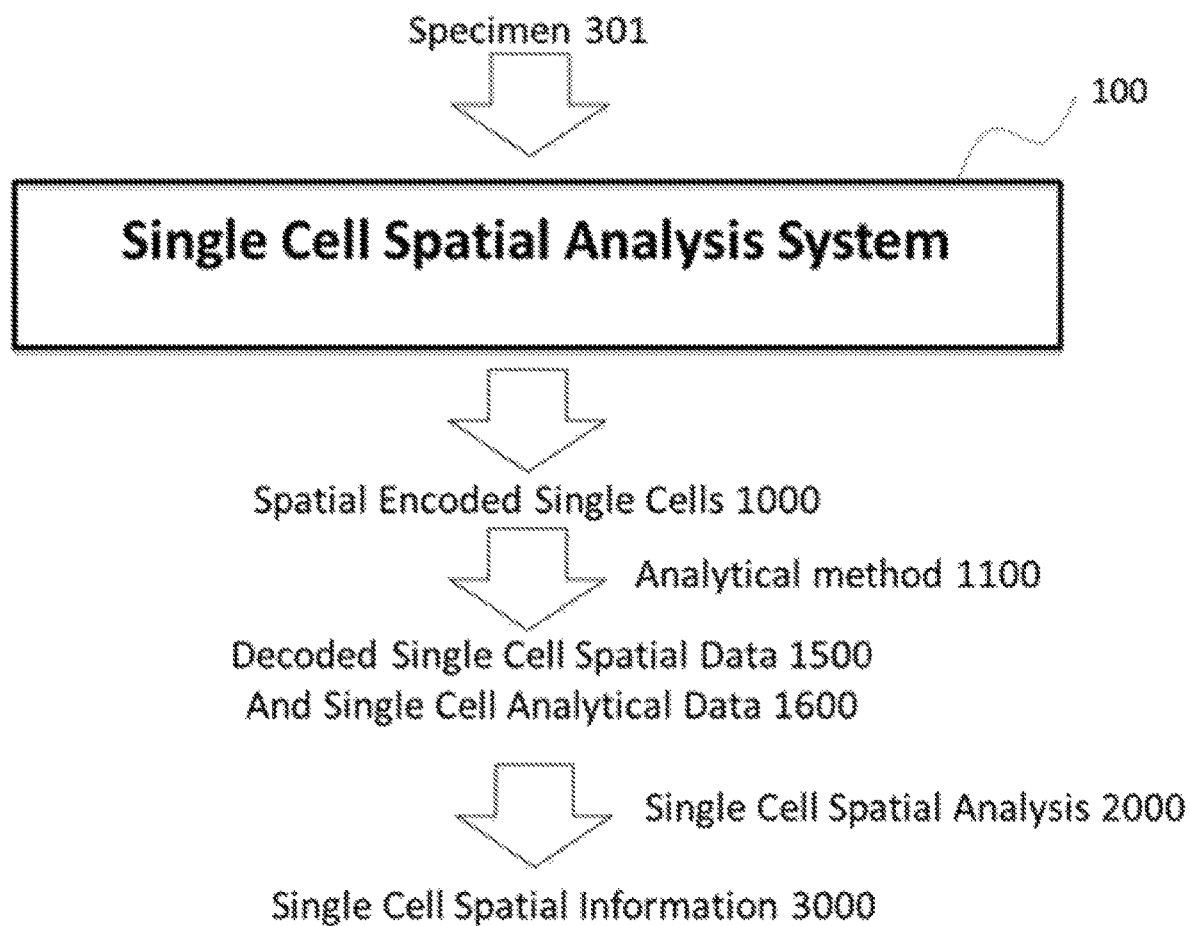 Specimen 301
100
Single Cell Spatial Analysis System
Spatial Encoded Single Cells 1000
Analytical method 1100
Decoded Single Cell Spatial Data 1500
And Single Cell Analytical Data 1600
Single Cell Spatial Analysis 2000
Single Cell Spatial Information 3000